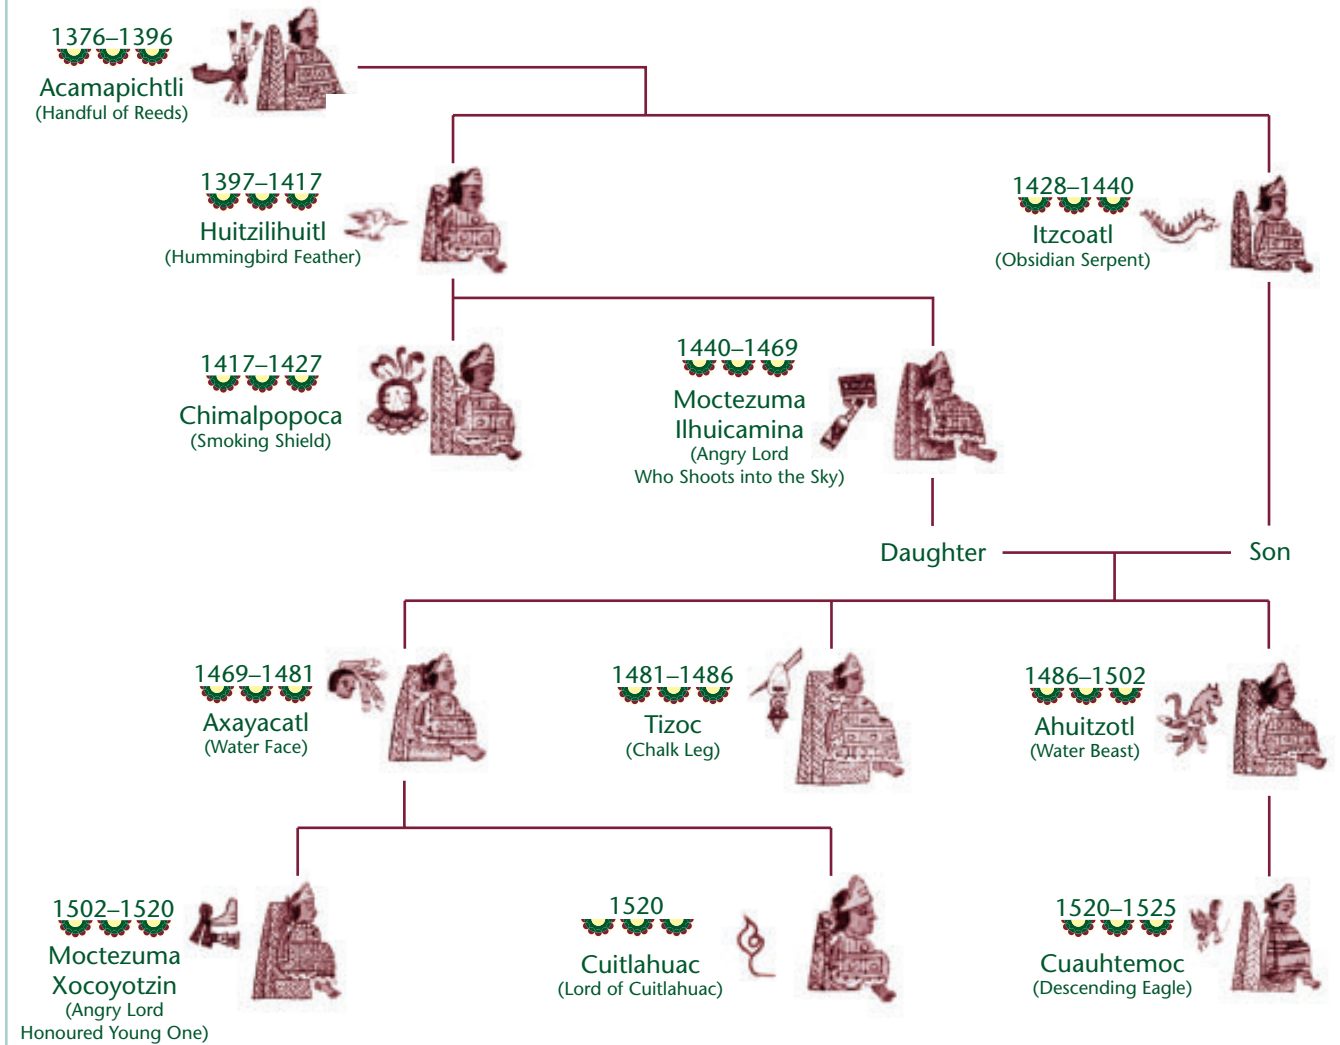 1376–1396
Acamapichtli
(Handful of Reeds)
1397–1417
Huitzilihuitl
(Hummingbird Feather)
1428–1440
Itzcoatl
(Obsidian Serpent)
1417–1427
Chimalpopoca
(Smoking Shield)
1440–1469
Moctezuma
Ilhuicamina
(Angry Lord
Who Shoots into the Sky)
Daughter
Son
1469–1481
Axayacatl
(Water Face)
1481–1486
Tizoc
(Chalk Leg)
1486–1502
Ahuitzotl
(Water Beast)
1502–1520
Moctezuma
Xocoyotzin
(Angry Lord
Honoured Young One)
1520
Cuitlahuac
(Lord of Cuitlahuac)
1520–1525
Cuauhtemoc
(Descending Eagle)